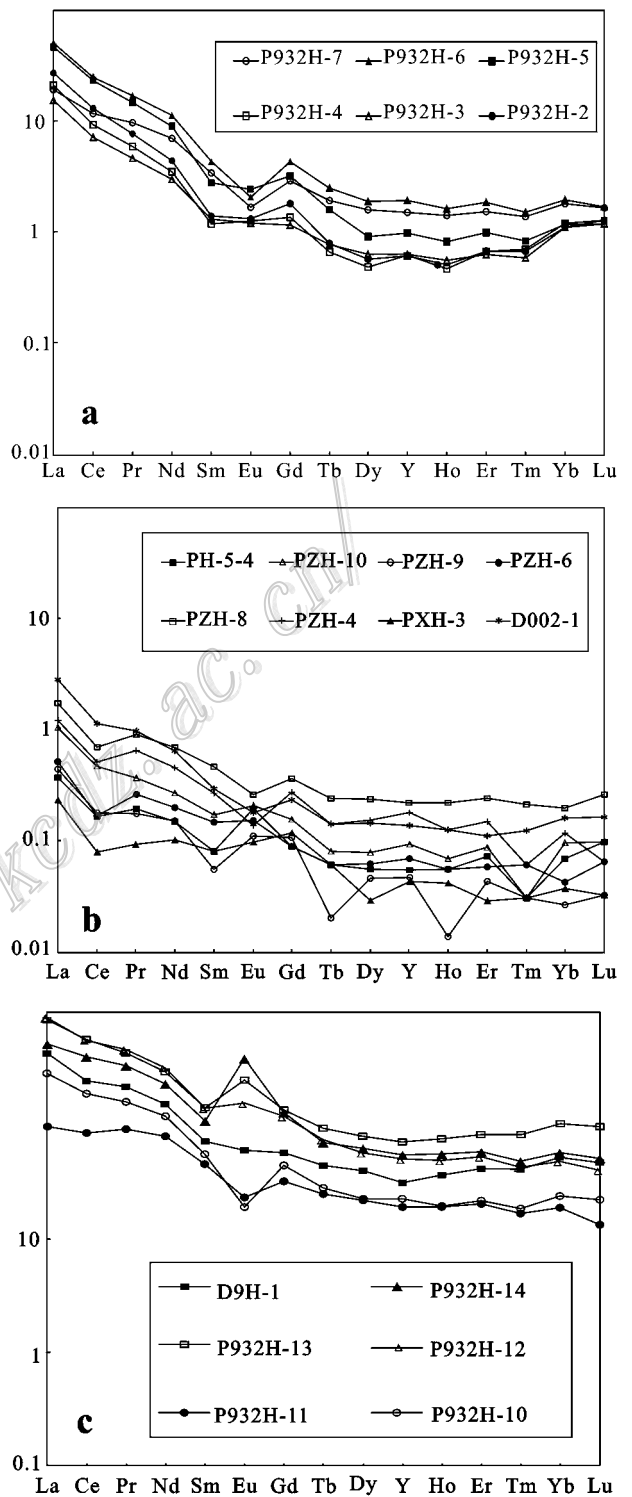 P932H-7 P932H-6 P932H-5
P932H-4 P932H-3 P932H-2
10
1
0.1
0.01
a
La Ce Pr Nd Sm Eu Gd Tb Dy Y Ho Er Tm Yb Lu
PH-5-4 PZH-10 PZH-9 PZH-6
PZH-8 PZH-4 PXH-3 D002-1
10
1
0.1
0.01
b
La Ce Pr Nd Sm Eu Gd Tb Dy Y Ho Er Tm Yb Lu
kcdz.ac.cn/
10
1
0.1
D9H-1 P932H-14
P932H-13 P932H-12
P932H-11 P932H-10
c
La Ce Pr Nd Sm Eu Gd Tb Dy Y Ho Er Tm Yb Lu